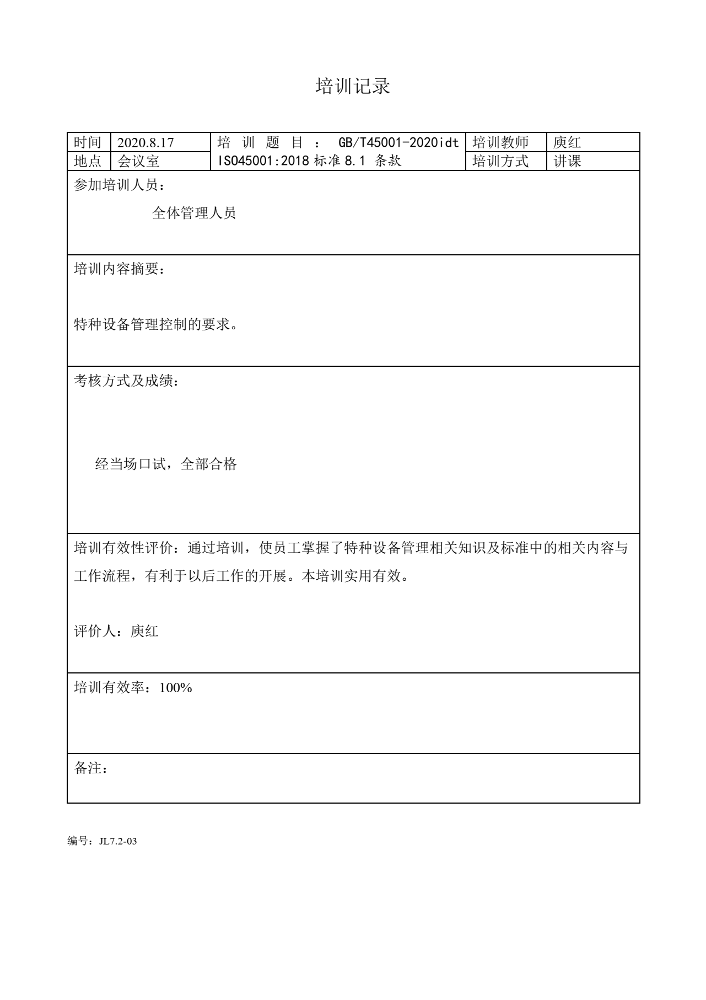 培训记录
时间 2020.8.17 培训题目：GB/T45001-2020idt 培训教师 庾红
地点 会议室 ISO45001:2018标准8.1 条款 培训方式 讲课
参加培训人员：
全体管理人员
培训内容摘要：
特种设备管理控制的要求。
考核方式及成绩：
经当场口试，全部合格
培训有效性评价：通过培训，使员工掌握了特种设备管理相关知识及标准中的相关内容与
工作流程，有利于以后工作的开展。本培训实用有效。
评价人：庾红
培训有效率：100%
备注：
编号：JL7.2-03